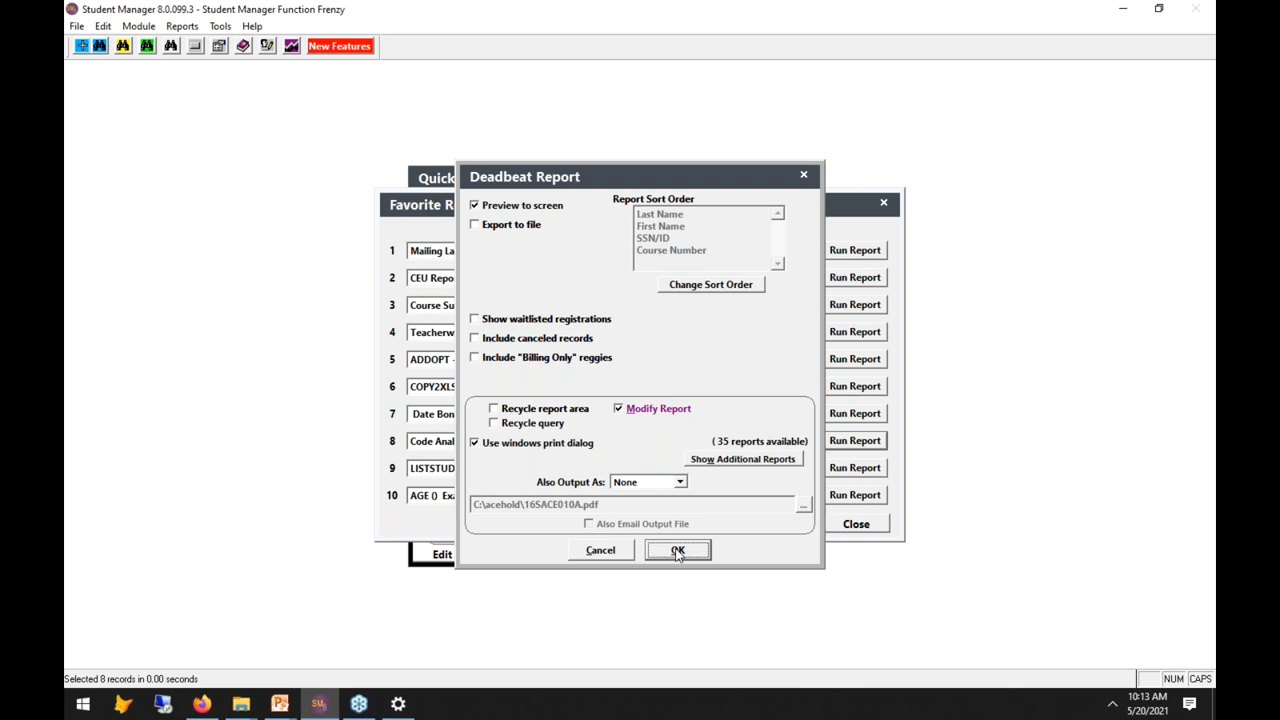 Student Manager 8.0.099.3 - Student Manager Function Frenzy
File Edit Module Reports Tools Help
New Features
Quick
Favorite R
1 Mailing La Run Report
2 CEU Repo Run Report
3 Course Su Run Report
4 Teacherw Run Report
5 ADDOPT - Run Report
6 COPY2XLS Run Report
7 Date Bon Run Report
8 Code Anal Run Report
9 LISTSTUD Run Report
10 AGE () Exa Run Report
Close
Edit
Deadbeat Report
Preview to screen
Export to file
Report Sort Order
Last Name
First Name
SSN/ID
Course Number
Change Sort Order
Show waitlisted registrations
Include canceled records
Include "Billing Only" reggies
Recycle report area Modify Report
Recycle query
Use windows print dialog ( 35 reports available)
Show Additional Reports
Also Output As: None
C:\acehold\16SACE010A.pdf ...
Also Email Output File
Cancel OK
Selected 8 records in 0.00 seconds NUM CAPS
10:13 AM
5/20/2021